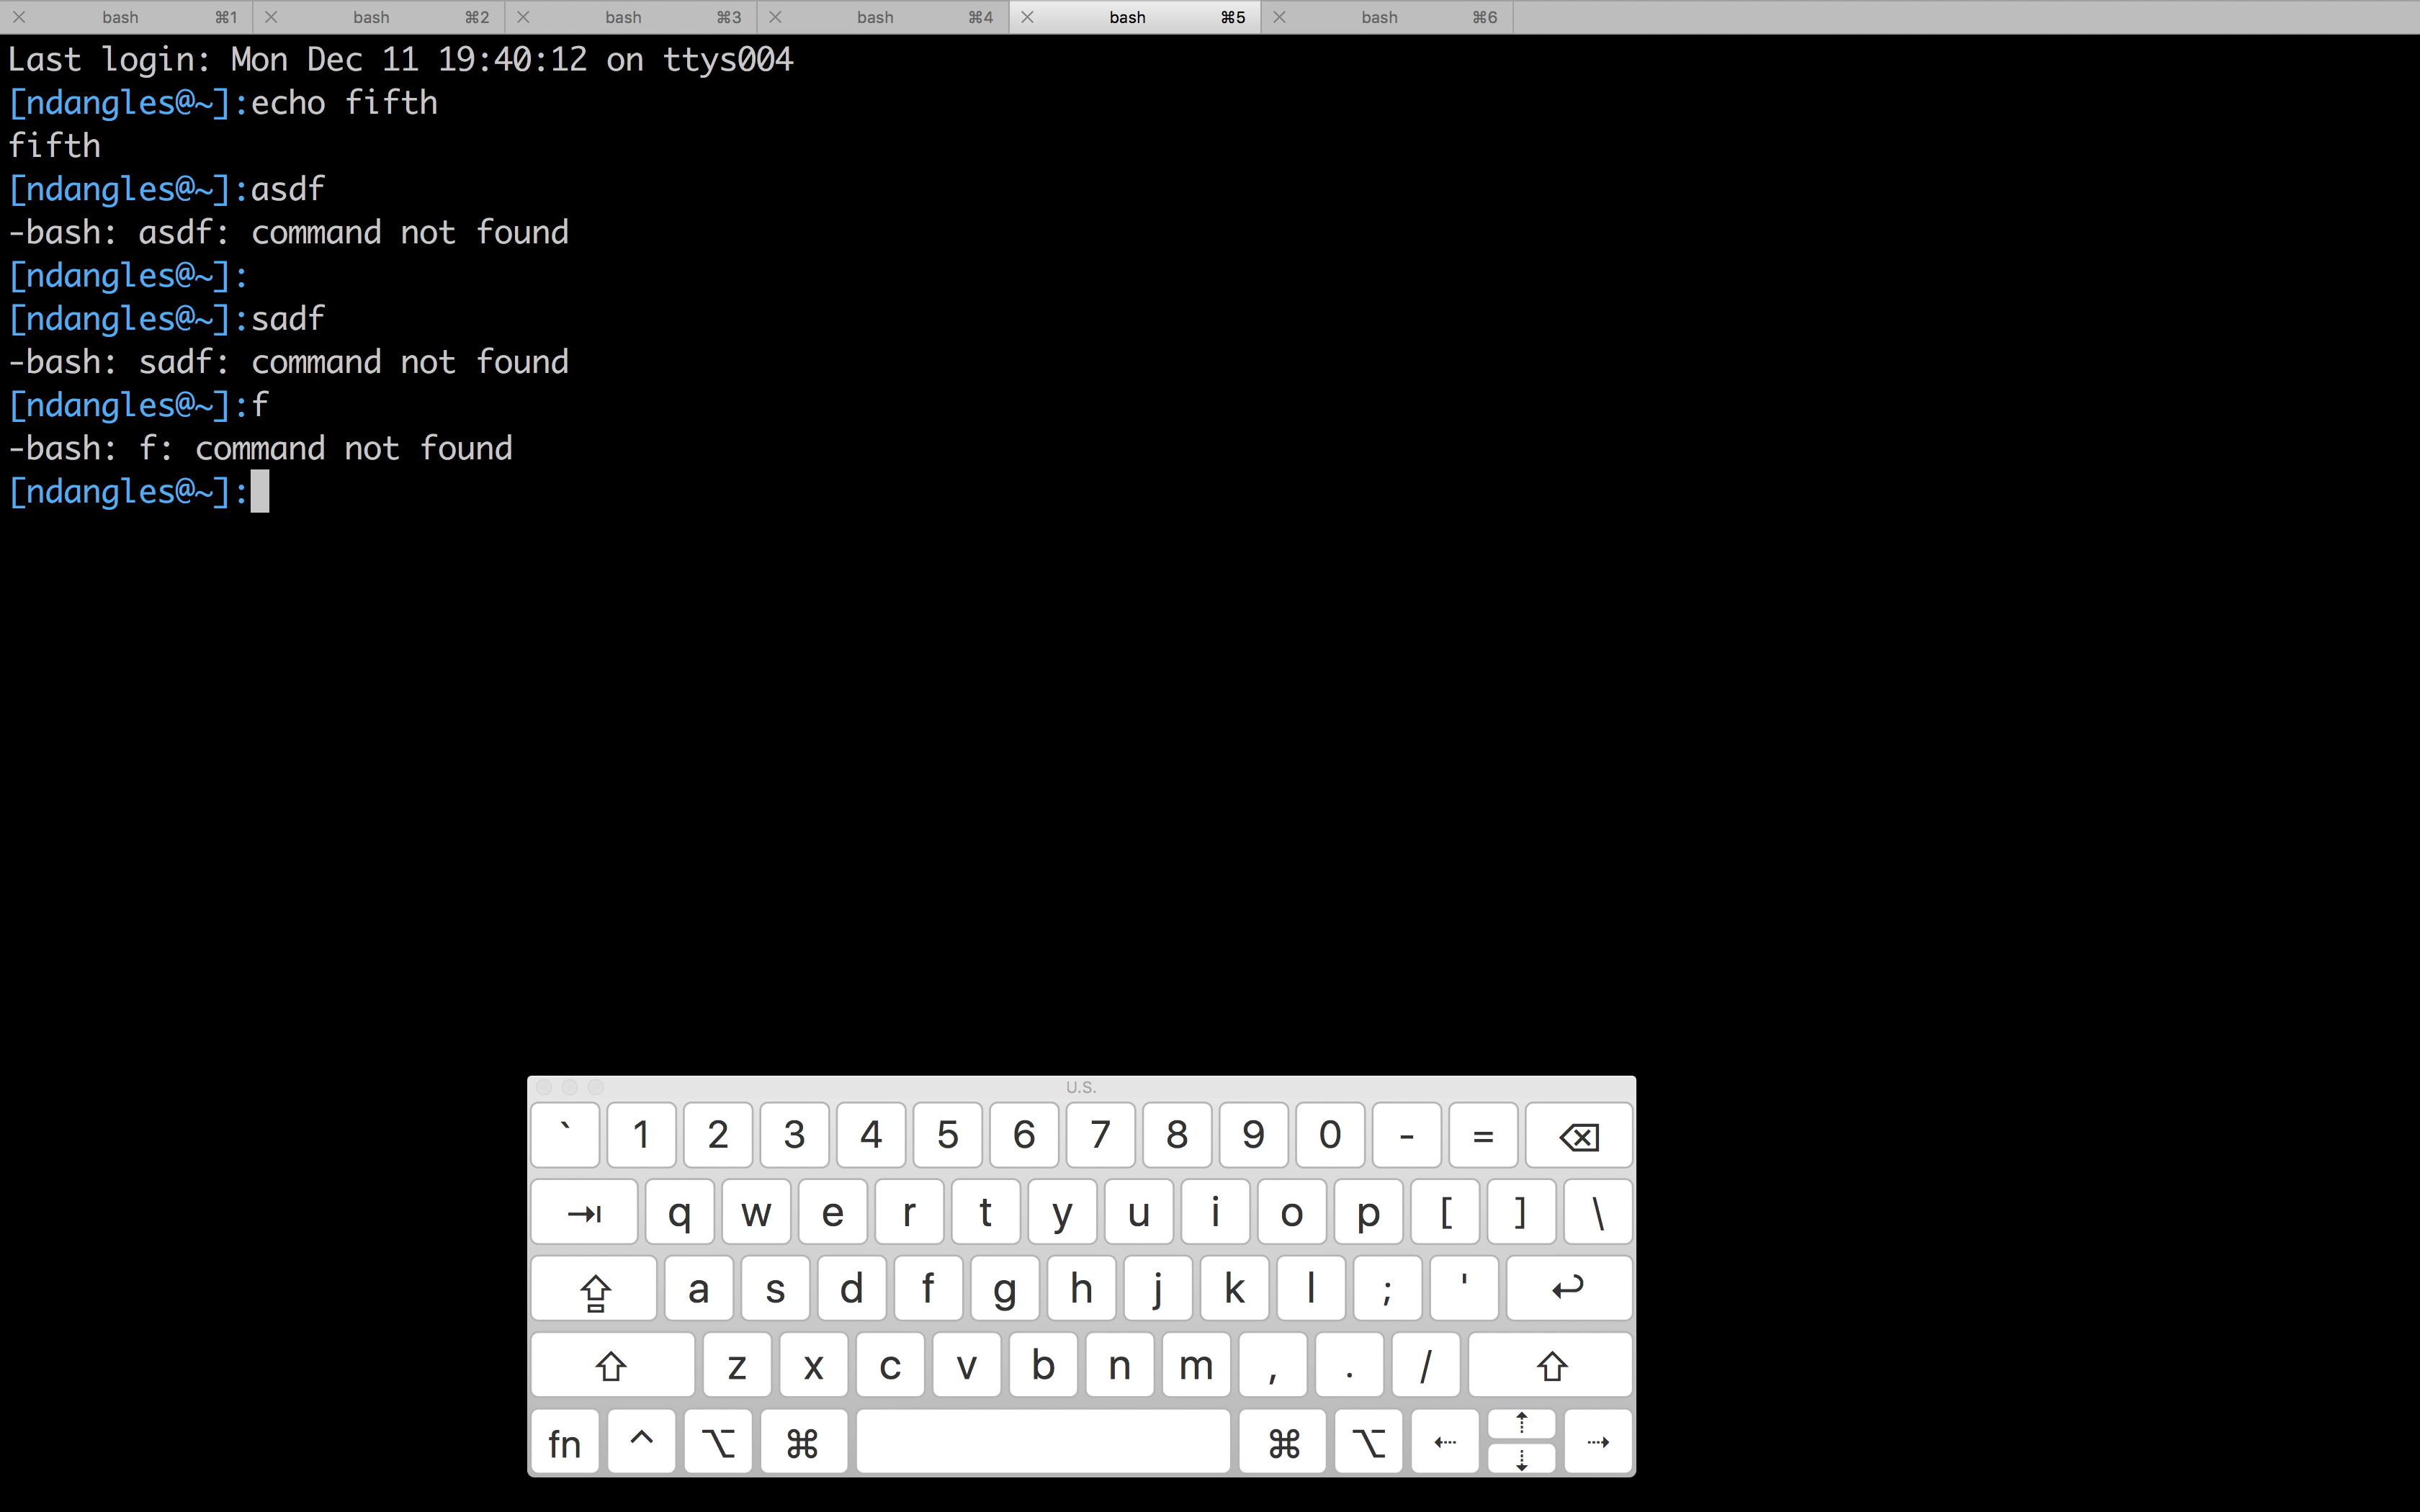 bash ⌘1 bash ⌘2 bash ⌘3 bash ⌘4 bash ⌘5 bash ⌘6
Last login: Mon Dec 11 19:40:12 on ttys004
[ndangles@~]:echo fifth
fifth
[ndangles@~]:asdf
-bash: asdf: command not found
[ndangles@~]:
[ndangles@~]:sadf
-bash: sadf: command not found
[ndangles@~]:f
-bash: f: command not found
[ndangles@~]:
U.S.
` 1 2 3 4 5 6 7 8 9 0 - = ⌫
⇥ q w e r t y u i o p [ ] \
⇪ a s d f g h j k l ; ' ↩
⇧ z x c v b n m , . / ⇧
fn ^ ⌥ ⌘ ⌘ ⌥ ⇠ ⇡ ⇣ ⇢